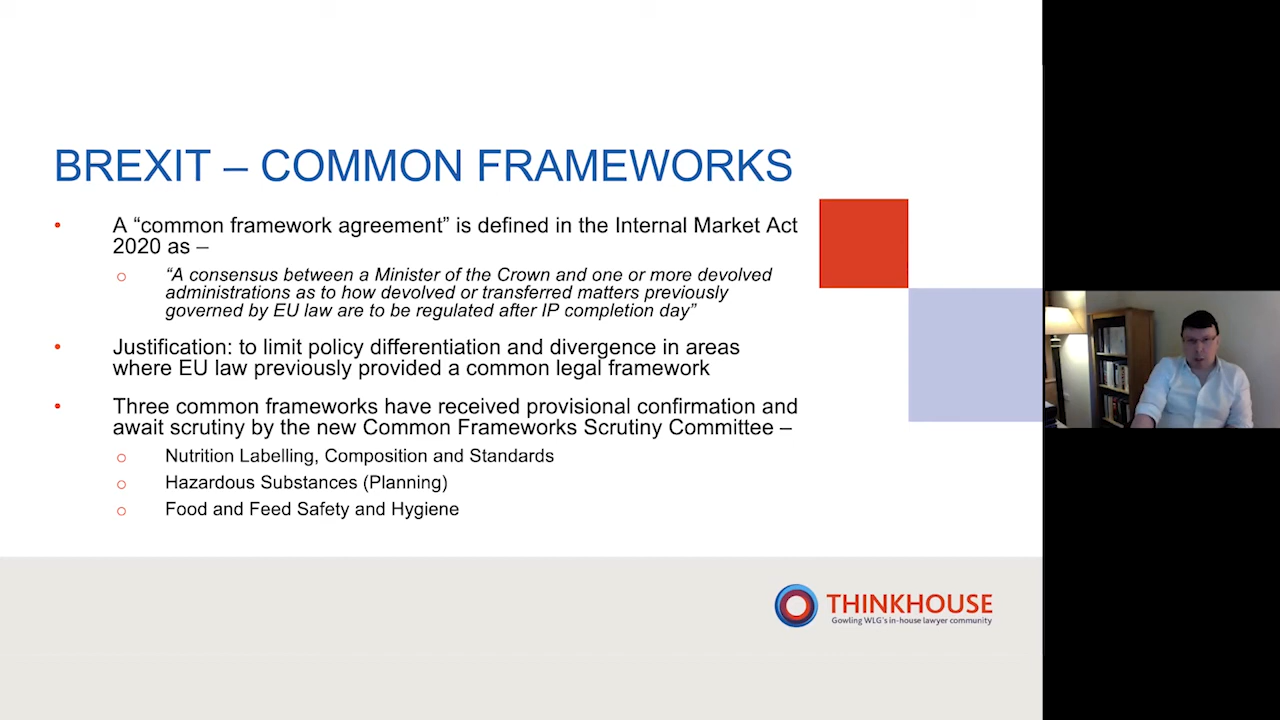 BREXIT – COMMON FRAMEWORKS
• A “common framework agreement” is defined in the Internal Market Act
2020 as –
o “A consensus between a Minister of the Crown and one or more devolved
administrations as to how devolved or transferred matters previously
governed by EU law are to be regulated after IP completion day”
• Justification: to limit policy differentiation and divergence in areas
where EU law previously provided a common legal framework
• Three common frameworks have received provisional confirmation and
await scrutiny by the new Common Frameworks Scrutiny Committee –
o Nutrition Labelling, Composition and Standards
o Hazardous Substances (Planning)
o Food and Feed Safety and Hygiene
THINKHOUSE
Gowling WLG's in-house lawyer community